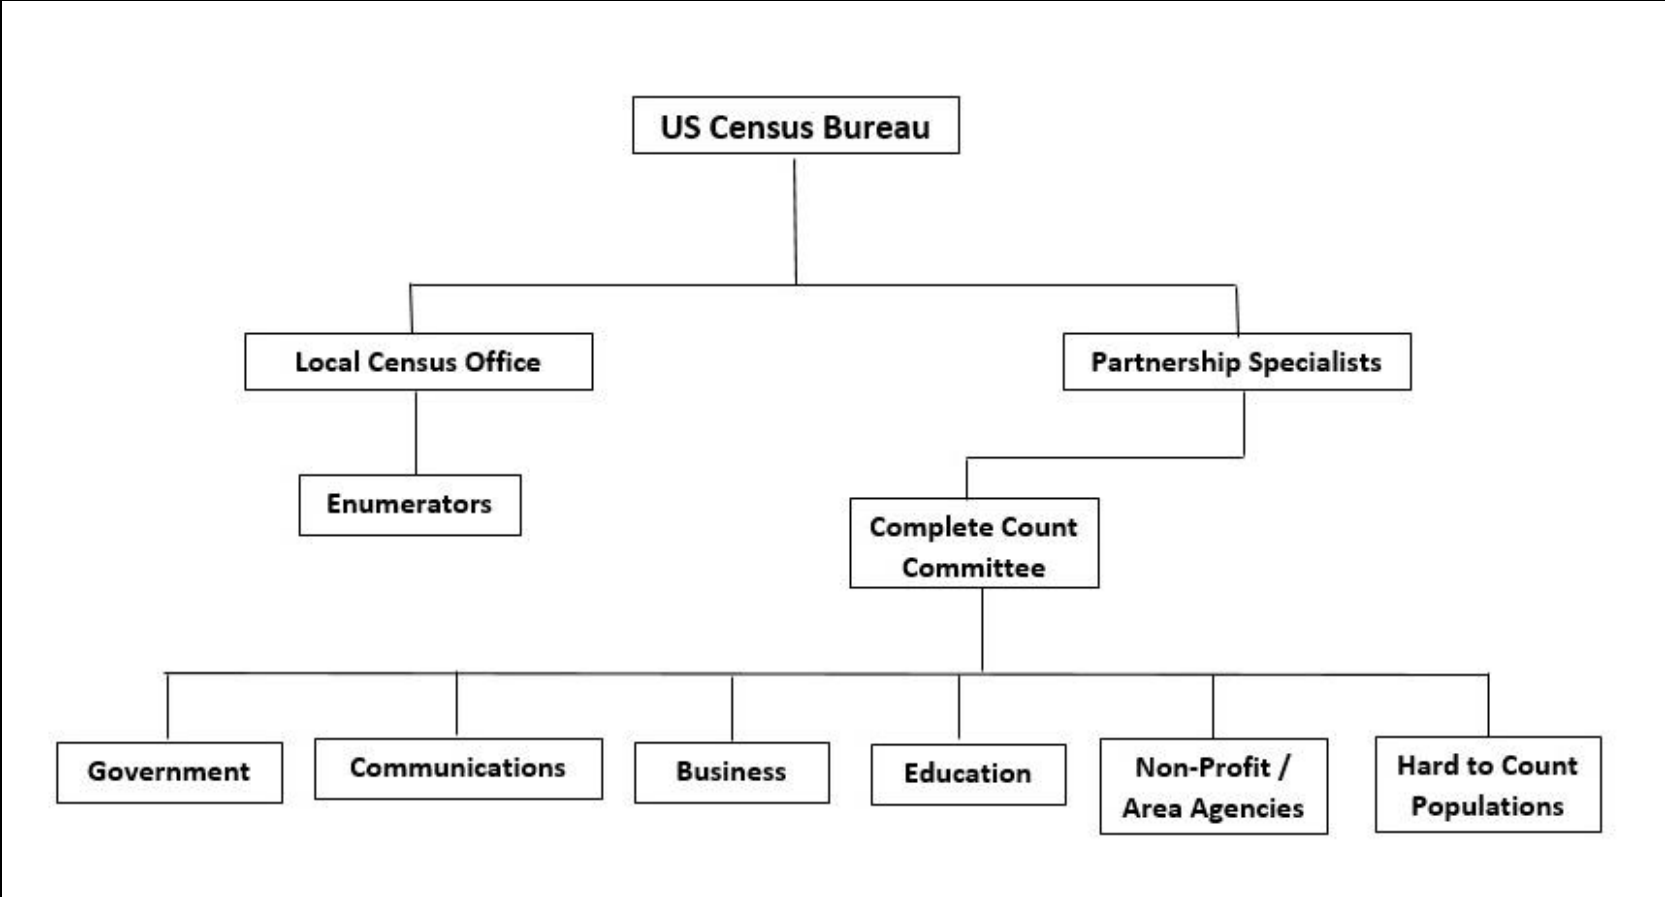 US Census Bureau
Local Census Office
Partnership Specialists
Enumerators
Complete Count
Committee
Government
Communications
Business
Education
Non-Profit /
Area Agencies
Hard to Count
Populations